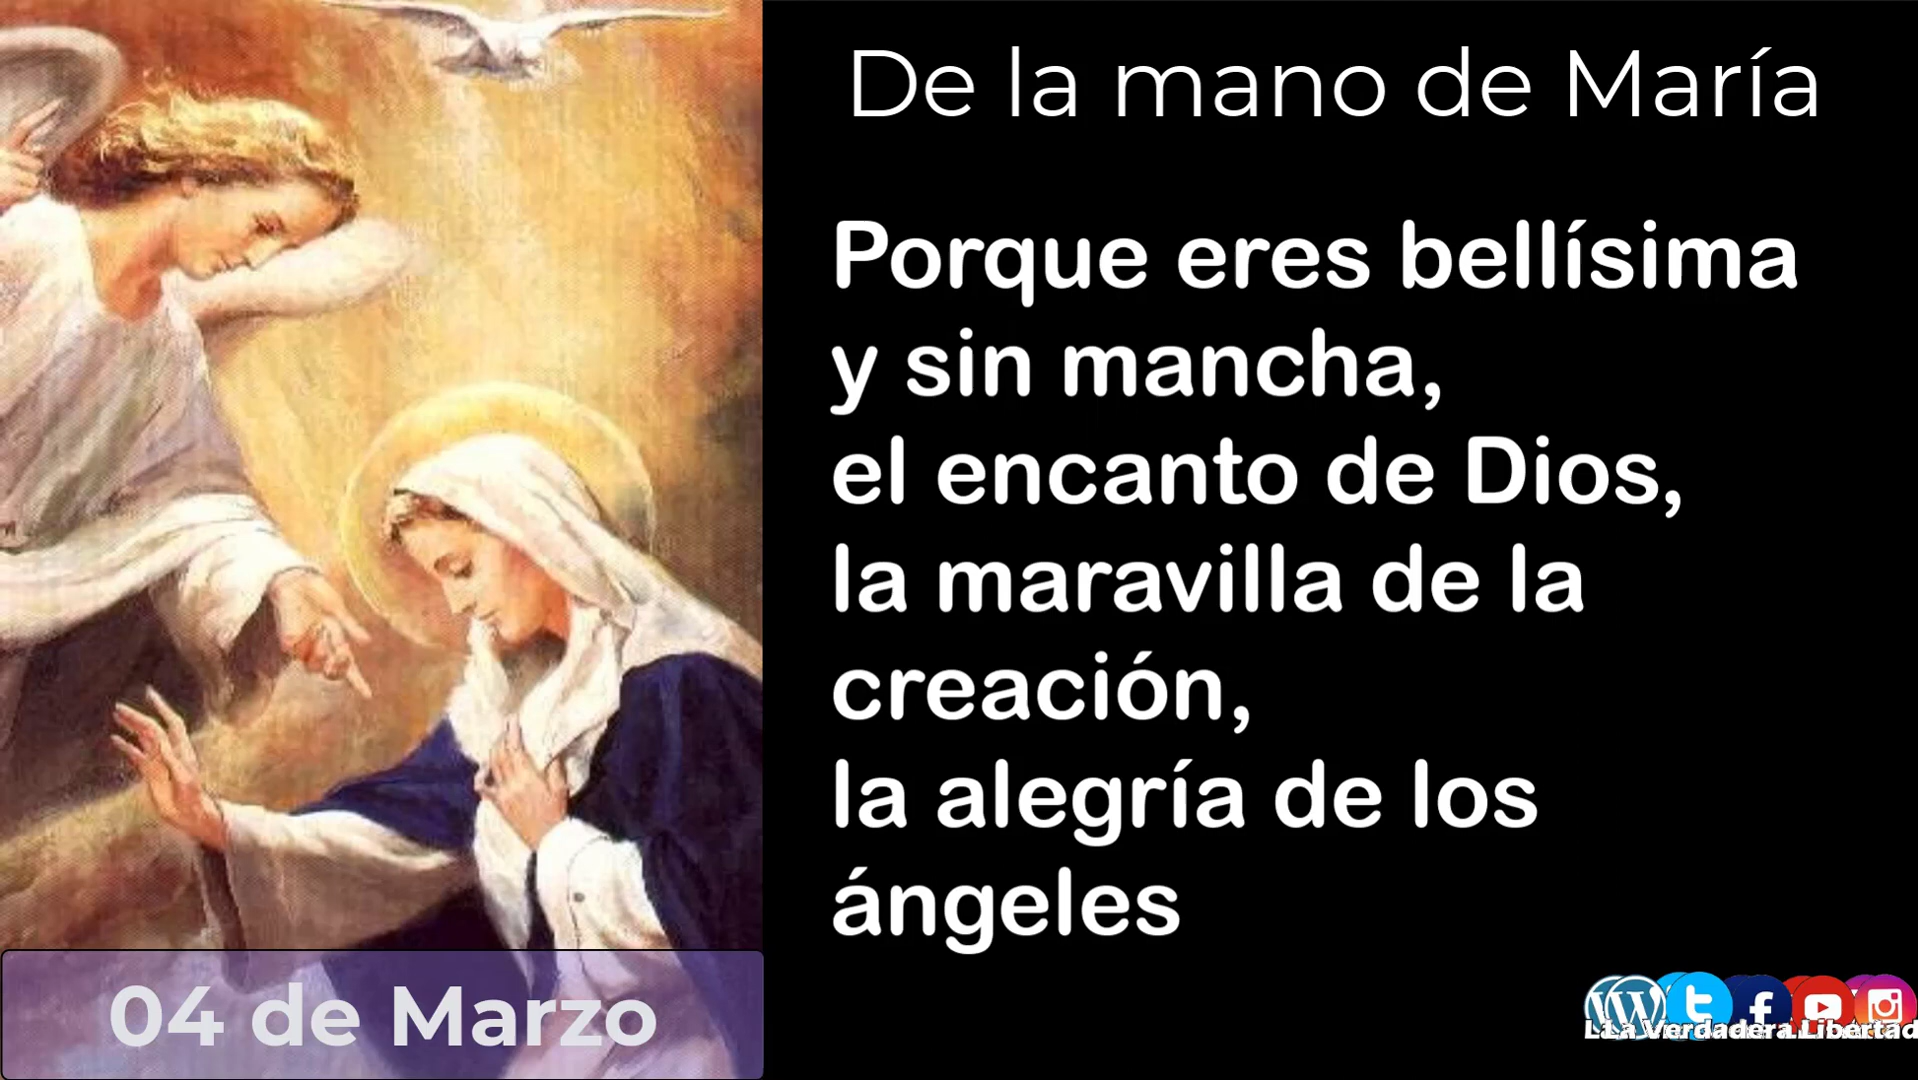 De la mano de María
Porque eres bellísima
y sin mancha,
el encanto de Dios,
la maravilla de la
creación,
la alegría de los
ángeles
04 de Marzo
La Verdadera Libertad